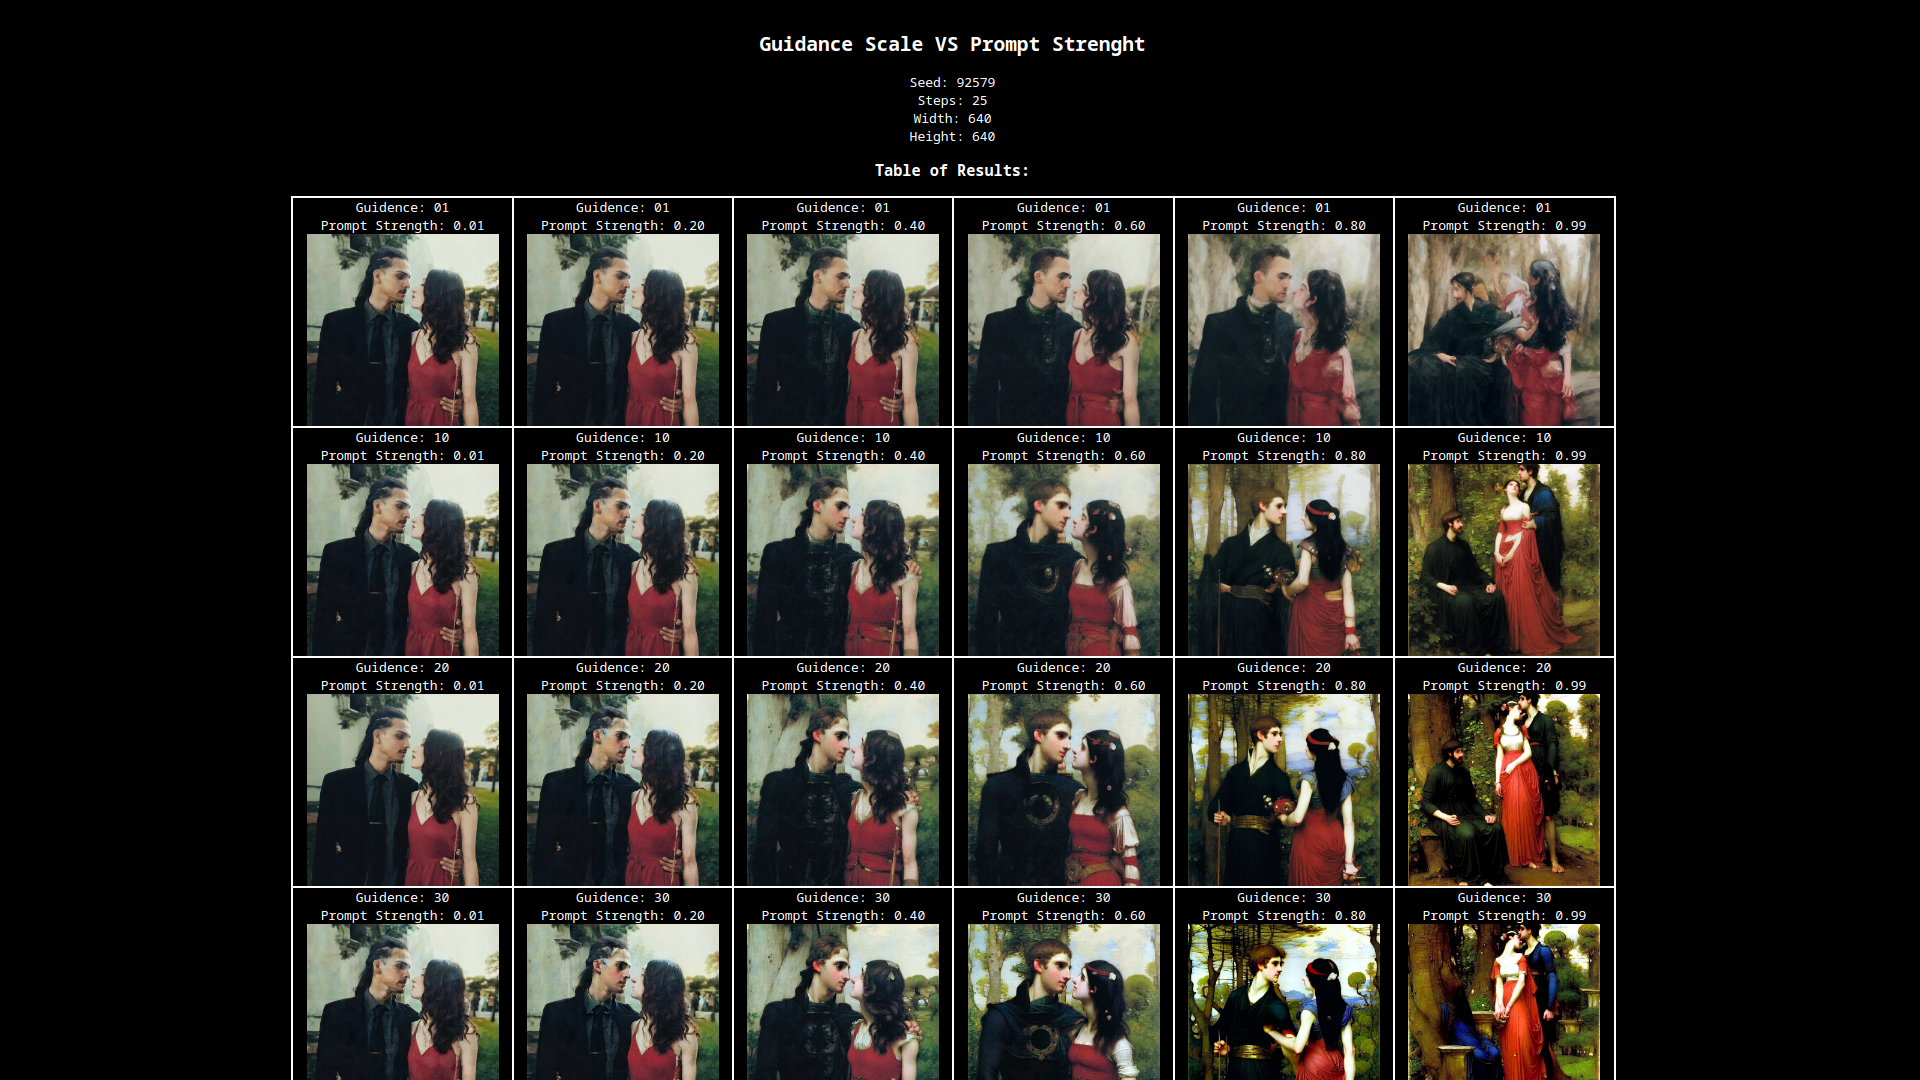 Guidance Scale VS Prompt Strenght
Seed: 92579
Steps: 25
Width: 640
Height: 640
Table of Results:
Guidence: 01
Prompt Strength: 0.01
Guidence: 01
Prompt Strength: 0.20
Guidence: 01
Prompt Strength: 0.40
Guidence: 01
Prompt Strength: 0.60
Guidence: 01
Prompt Strength: 0.80
Guidence: 01
Prompt Strength: 0.99
Guidence: 10
Prompt Strength: 0.01
Guidence: 10
Prompt Strength: 0.20
Guidence: 10
Prompt Strength: 0.40
Guidence: 10
Prompt Strength: 0.60
Guidence: 10
Prompt Strength: 0.80
Guidence: 10
Prompt Strength: 0.99
Guidence: 20
Prompt Strength: 0.01
Guidence: 20
Prompt Strength: 0.20
Guidence: 20
Prompt Strength: 0.40
Guidence: 20
Prompt Strength: 0.60
Guidence: 20
Prompt Strength: 0.80
Guidence: 20
Prompt Strength: 0.99
Guidence: 30
Prompt Strength: 0.01
Guidence: 30
Prompt Strength: 0.20
Guidence: 30
Prompt Strength: 0.40
Guidence: 30
Prompt Strength: 0.60
Guidence: 30
Prompt Strength: 0.80
Guidence: 30
Prompt Strength: 0.99